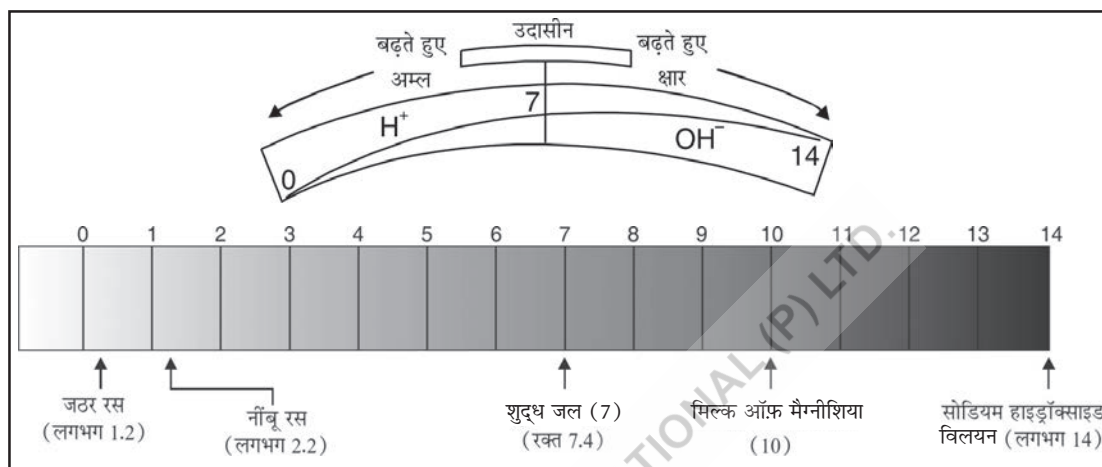 उदासीन
बढ़ते हुए
बढ़ते हुए
अम्ल
क्षार
7
H⁺
OH⁻
0
14
0 1 2 3 4 5 6 7 8 9 10 11 12 13 14
जठर रस
(लगभग 1.2)
नींबू रस
(लगभग 2.2)
शुद्ध जल (7)
(रक्त 7.4)
मिल्क ऑफ़ मैग्नीशिया
(10)
सोडियम हाइड्रॉक्साइड
विलयन (लगभग 14)
TIONAL (P) LTD.